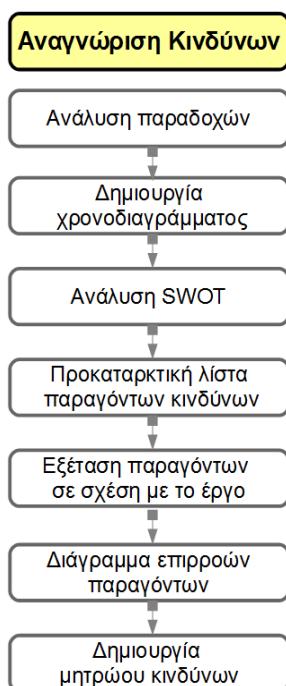 Αναγνώριση Κινδύνων
Ανάλυση παραδοχών
Δημιουργία
χρονοδιαγράμματος
Ανάλυση SWOT
Προκαταρκτική λίστα
παραγόντων κινδύνων
Εξέταση παραγόντων
σε σχέση με το έργο
Διάγραμμα επιρροών
παραγόντων
Δημιουργία
μητρώου κινδύνων